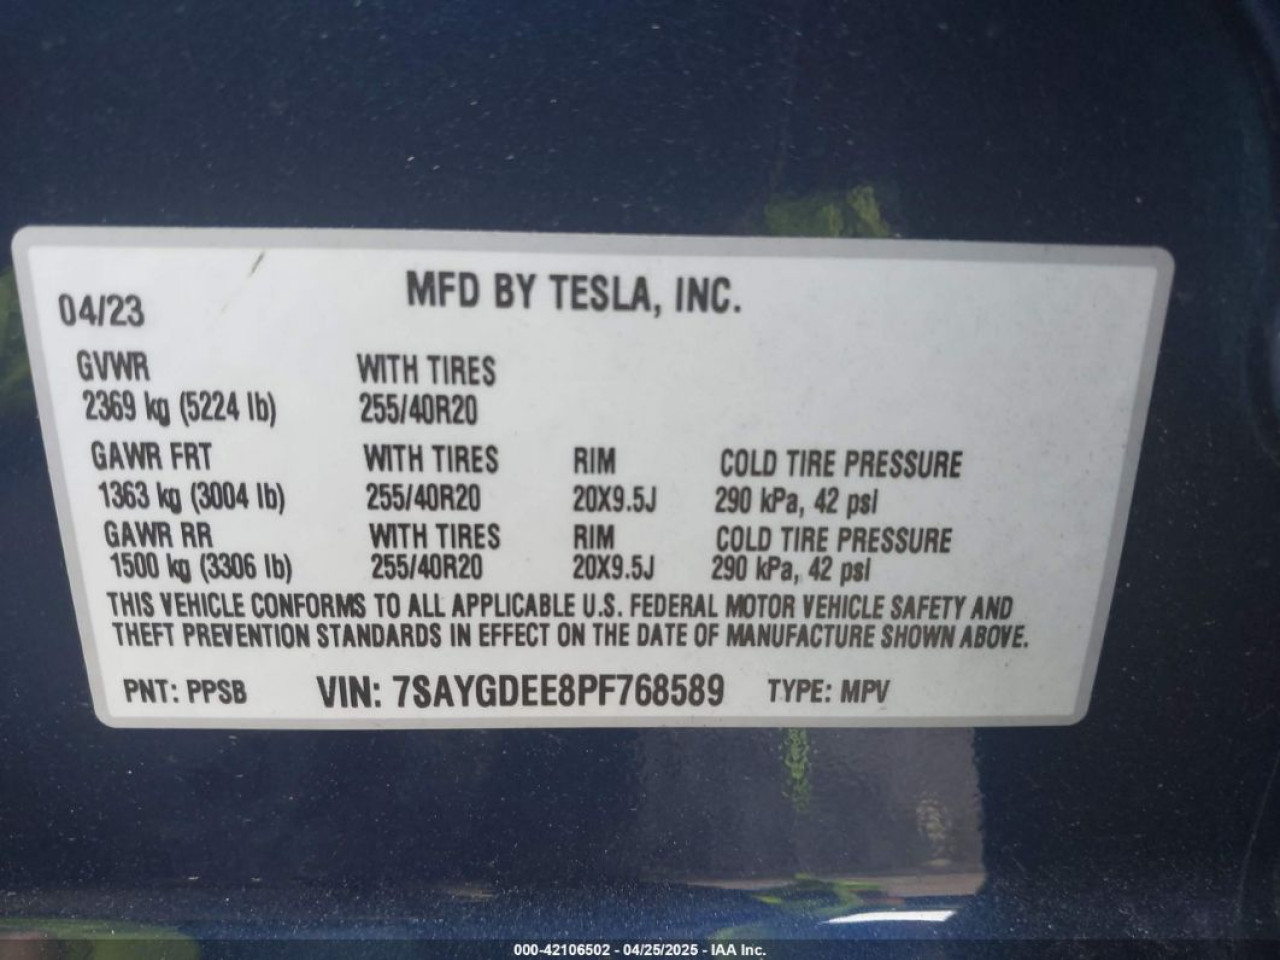 MFD BY TESLA, INC.
04/23
GVWR WITH TIRES
2369 kg (5224 lb) 255/40R20
GAWR FRT WITH TIRES RIM COLD TIRE PRESSURE
1363 kg (3004 lb) 255/40R20 20X9.5J 290 kPa, 42 psi
GAWR RR WITH TIRES RIM COLD TIRE PRESSURE
1500 kg (3306 lb) 255/40R20 20X9.5J 290 kPa, 42 psi
THIS VEHICLE CONFORMS TO ALL APPLICABLE U.S. FEDERAL MOTOR VEHICLE SAFETY AND
THEFT PREVENTION STANDARDS IN EFFECT ON THE DATE OF MANUFACTURE SHOWN ABOVE.
PNT: PPSB VIN: 7SAYGDEE8PF768589 TYPE: MPV
000-42106502 - 04/25/2025 - IAA Inc.